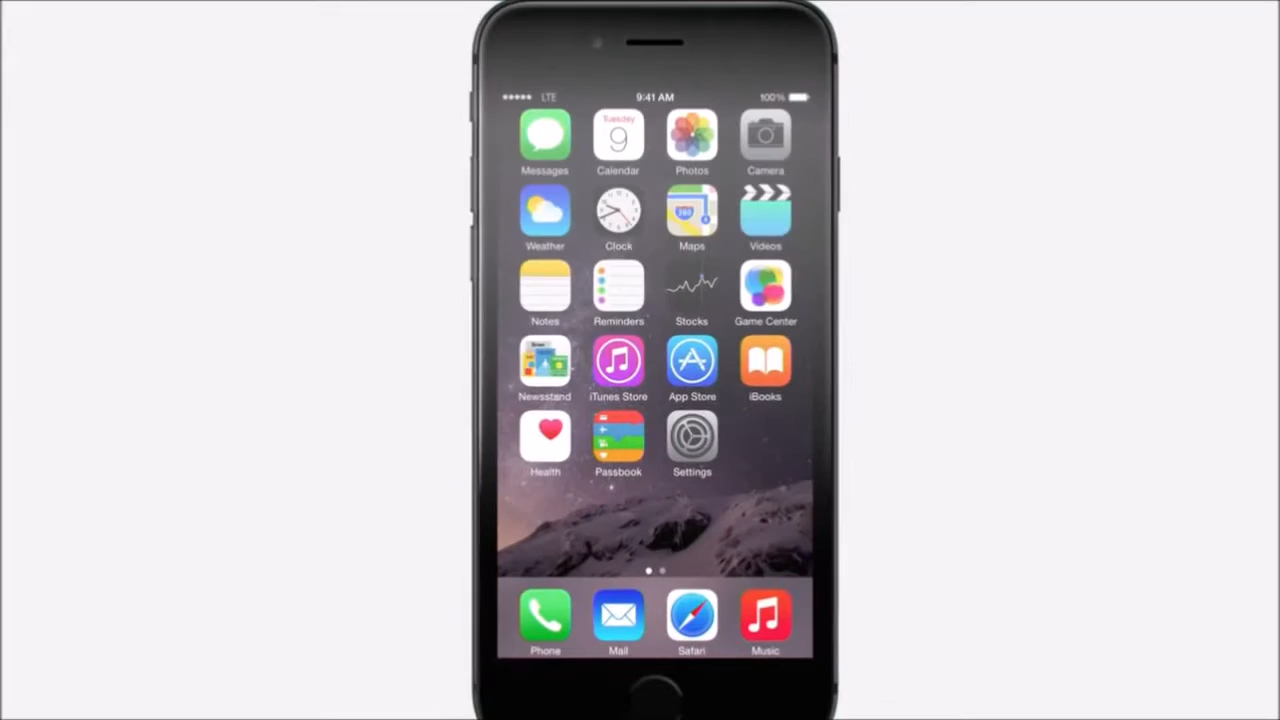 LTE 9:41 AM 100%
Tuesday
9
Messages Calendar Photos Camera
280
Weather Clock Maps Videos
Notes Reminders Stocks Game Center
Newsstand iTunes Store App Store iBooks
Health Passbook Settings
Phone Mail Safari Music